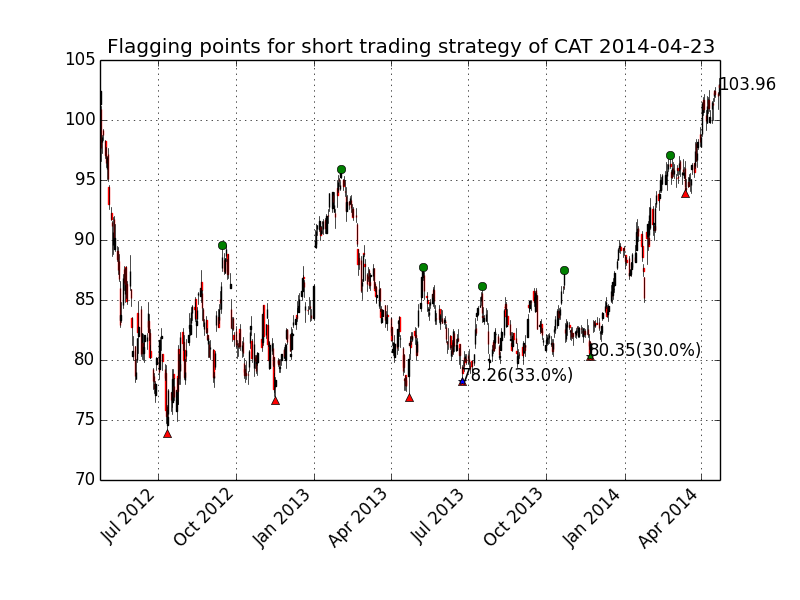 Flagging points for short trading strategy of CAT 2014-04-23
105
103.96
100
95
90
85
80.35(30.0%)
80
78.26(33.0%)
75
70
Jul 2012
Oct 2012
Jan 2013
Apr 2013
Jul 2013
Oct 2013
Jan 2014
Apr 2014